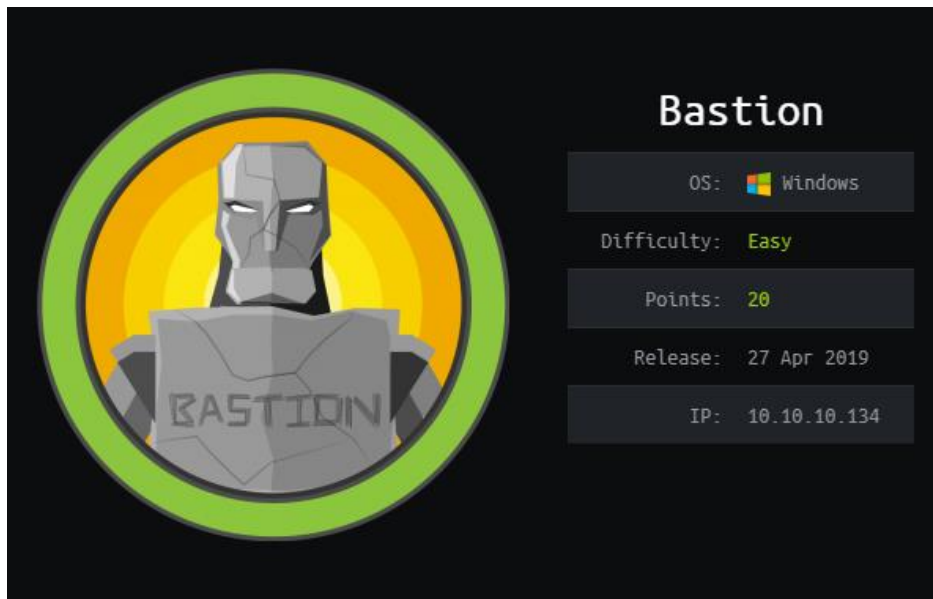 Bastion
OS: Windows
Difficulty: Easy
Points: 20
Release: 27 Apr 2019
IP: 10.10.10.134
BASTION